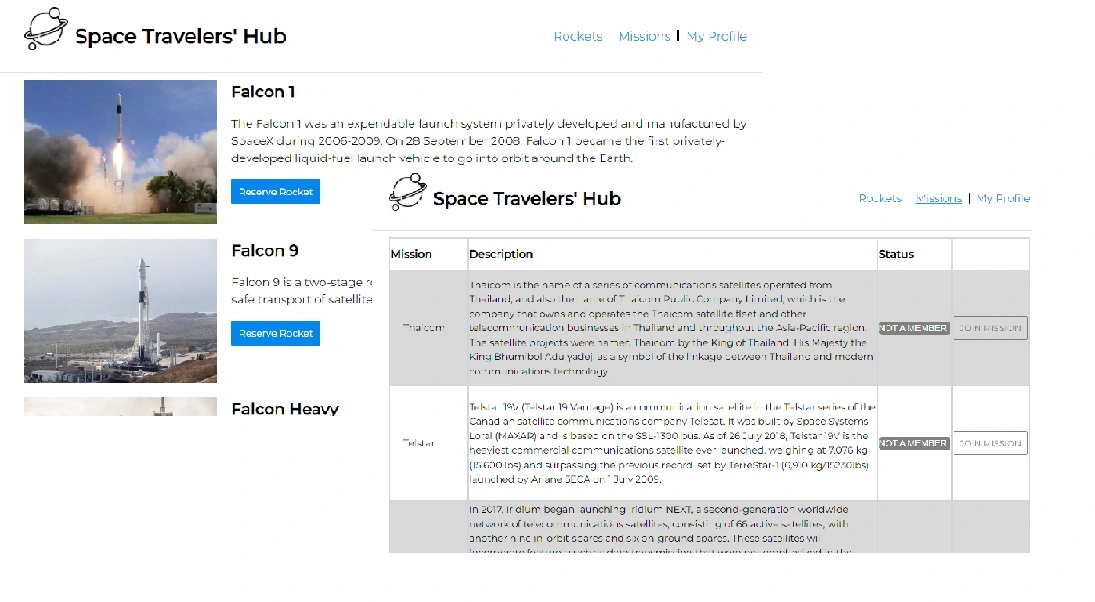 Space Travelers' Hub
Rockets Missions | My Profile
Falcon 1
The Falcon 1 was an expendable launch system privately developed and manufactured by
SpaceX during 2006-2009. On 28 September 2008, Falcon 1 became the first privately-
developed liquid-fuel launch vehicle to go into orbit around the Earth.
Reserve Rocket
Falcon 9
Falcon 9 is a two-stage r
safe transport of satellite
Reserve Rocket
Falcon Heavy
Space Travelers' Hub
Rockets Missions | My Profile
Mission Description Status
Thaicom
Thaicom is the name of a series of communications satellites operated from
Thailand, and also the name of Thaicom Public Company Limited, which is the
company that owns and operates the Thaicom satellite fleet and other
telecommunication businesses in Thailand and throughout the Asia-Pacific region.
The satellite projects were named Thaicom by the King of Thailand, His Majesty the
King Bhumibol Adulyadej, as a symbol of the linkage between Thailand and modern
communications technology.
NOT A MEMBER
JOIN MISSION
Telstar
Telstar 19V (Telstar 19 Vantage) is a communication satellite in the Telstar series of the
Canadian satellite communications company Telesat. It was built by Space Systems
Loral (MAXAR) and is based on the SSL-1300 bus. As of 26 July 2018, Telstar 19V is the
heaviest commercial communications satellite ever launched, weighing at 7,076 kg
(15,600 lbs) and surpassing the previous record, set by TerreStar-1 (6,910 kg/15230lbs)
launched by Ariane 5ECA on 1 July 2009.
NOT A MEMBER
JOIN MISSION
In 2017, Iridium began launching Iridium NEXT, a second-generation worldwide
network of telecommunications satellites, consisting of 66 active satellites, with
another nine in-orbit spares and six on-ground spares. These satellites will
incorporate features such as data transmission that were not emphasized in the